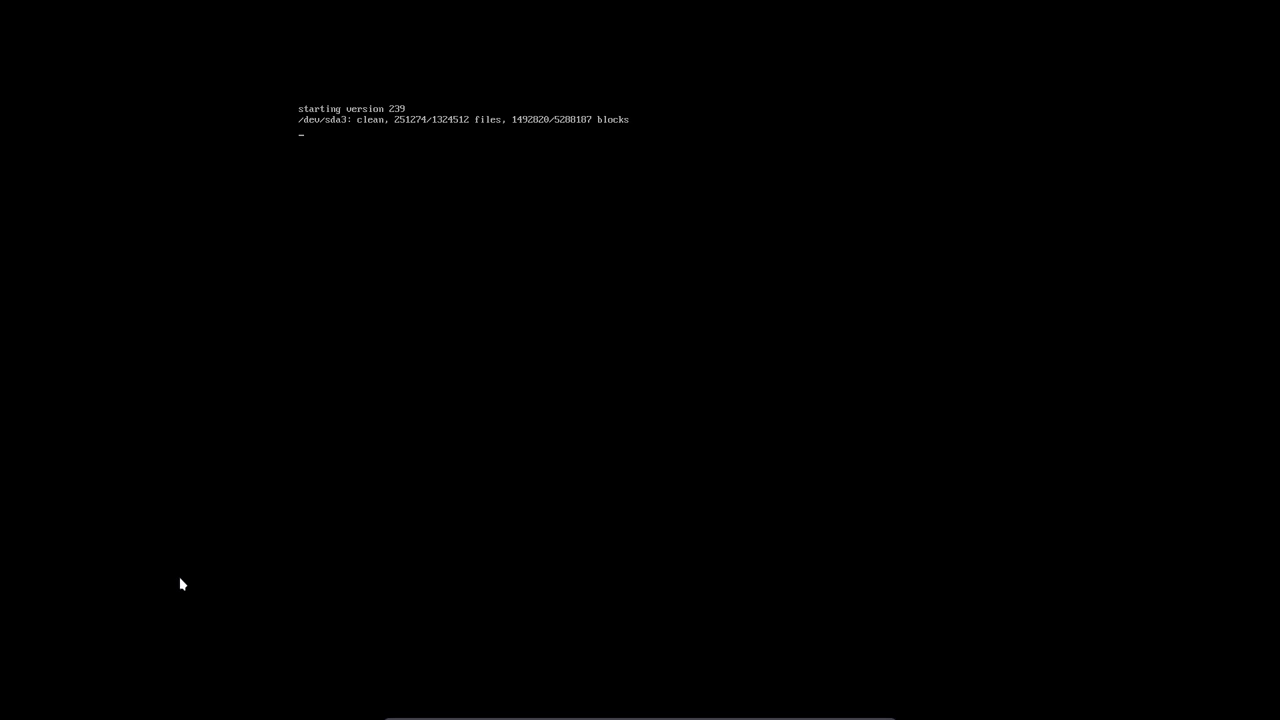 starting version 239
/dev/sda3: clean, 251274/1324512 files, 1492820/5288187 blocks
_